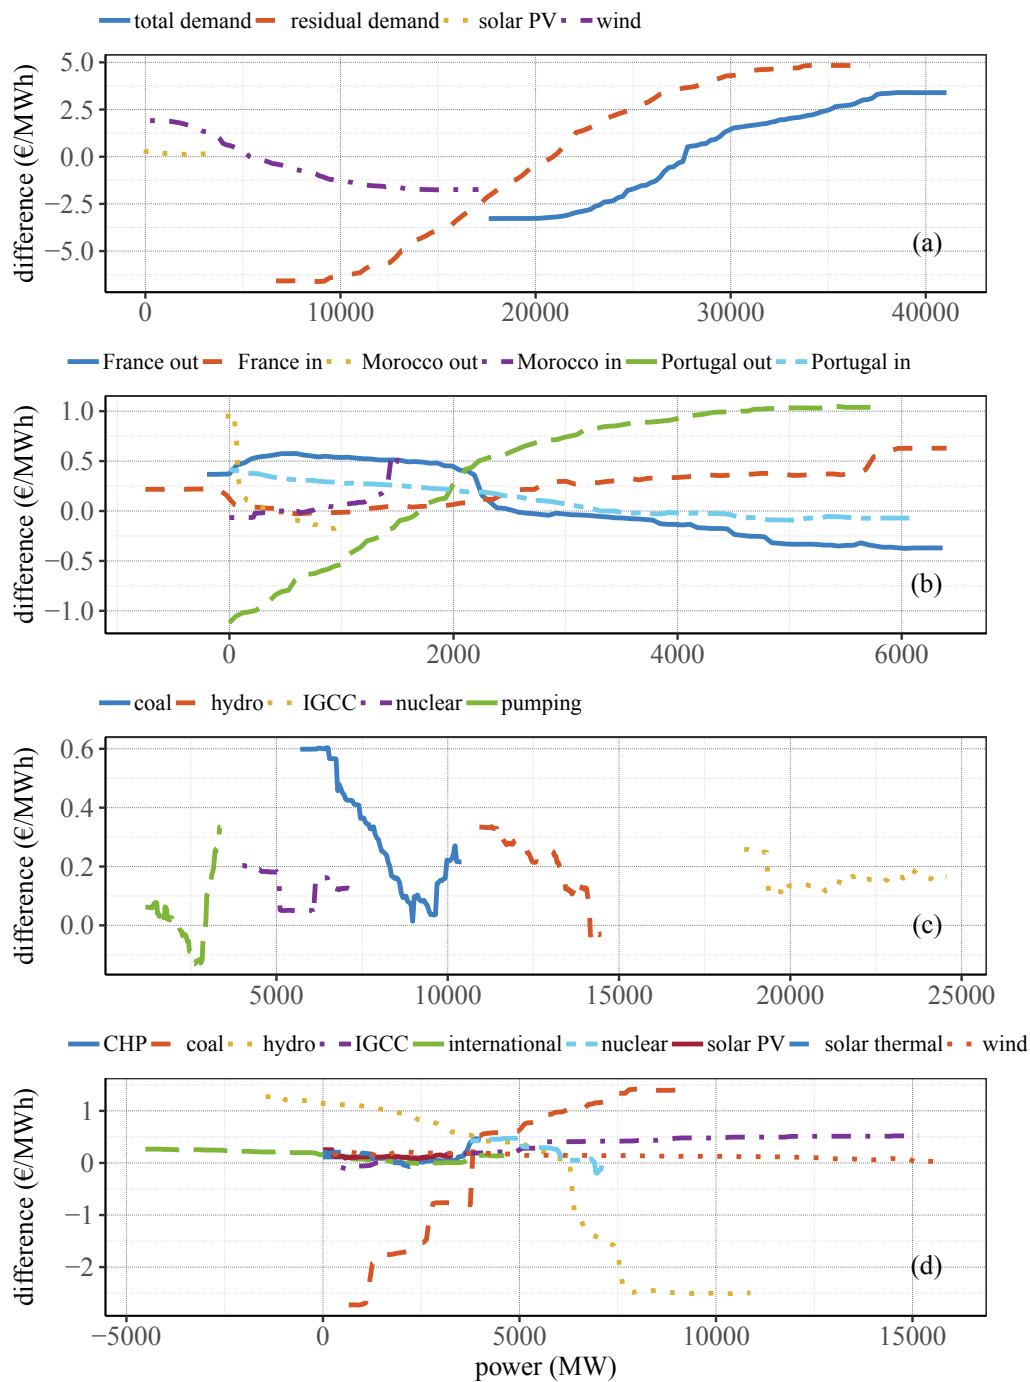 total demand residual demand solar PV wind
difference (€/MWh)
5.0
2.5
0.0
−2.5
−5.0
(a)
0 10000 20000 30000 40000
France out France in Morocco out Morocco in Portugal out Portugal in
difference (€/MWh)
1.0
0.5
0.0
−0.5
−1.0
(b)
0 2000 4000 6000
coal hydro IGCC nuclear pumping
difference (€/MWh)
0.6
0.4
0.2
0.0
(c)
5000 10000 15000 20000 25000
CHP coal hydro IGCC international nuclear solar PV solar thermal wind
difference (€/MWh)
1
0
−1
−2
(d)
−5000 0 5000 10000 15000
power (MW)